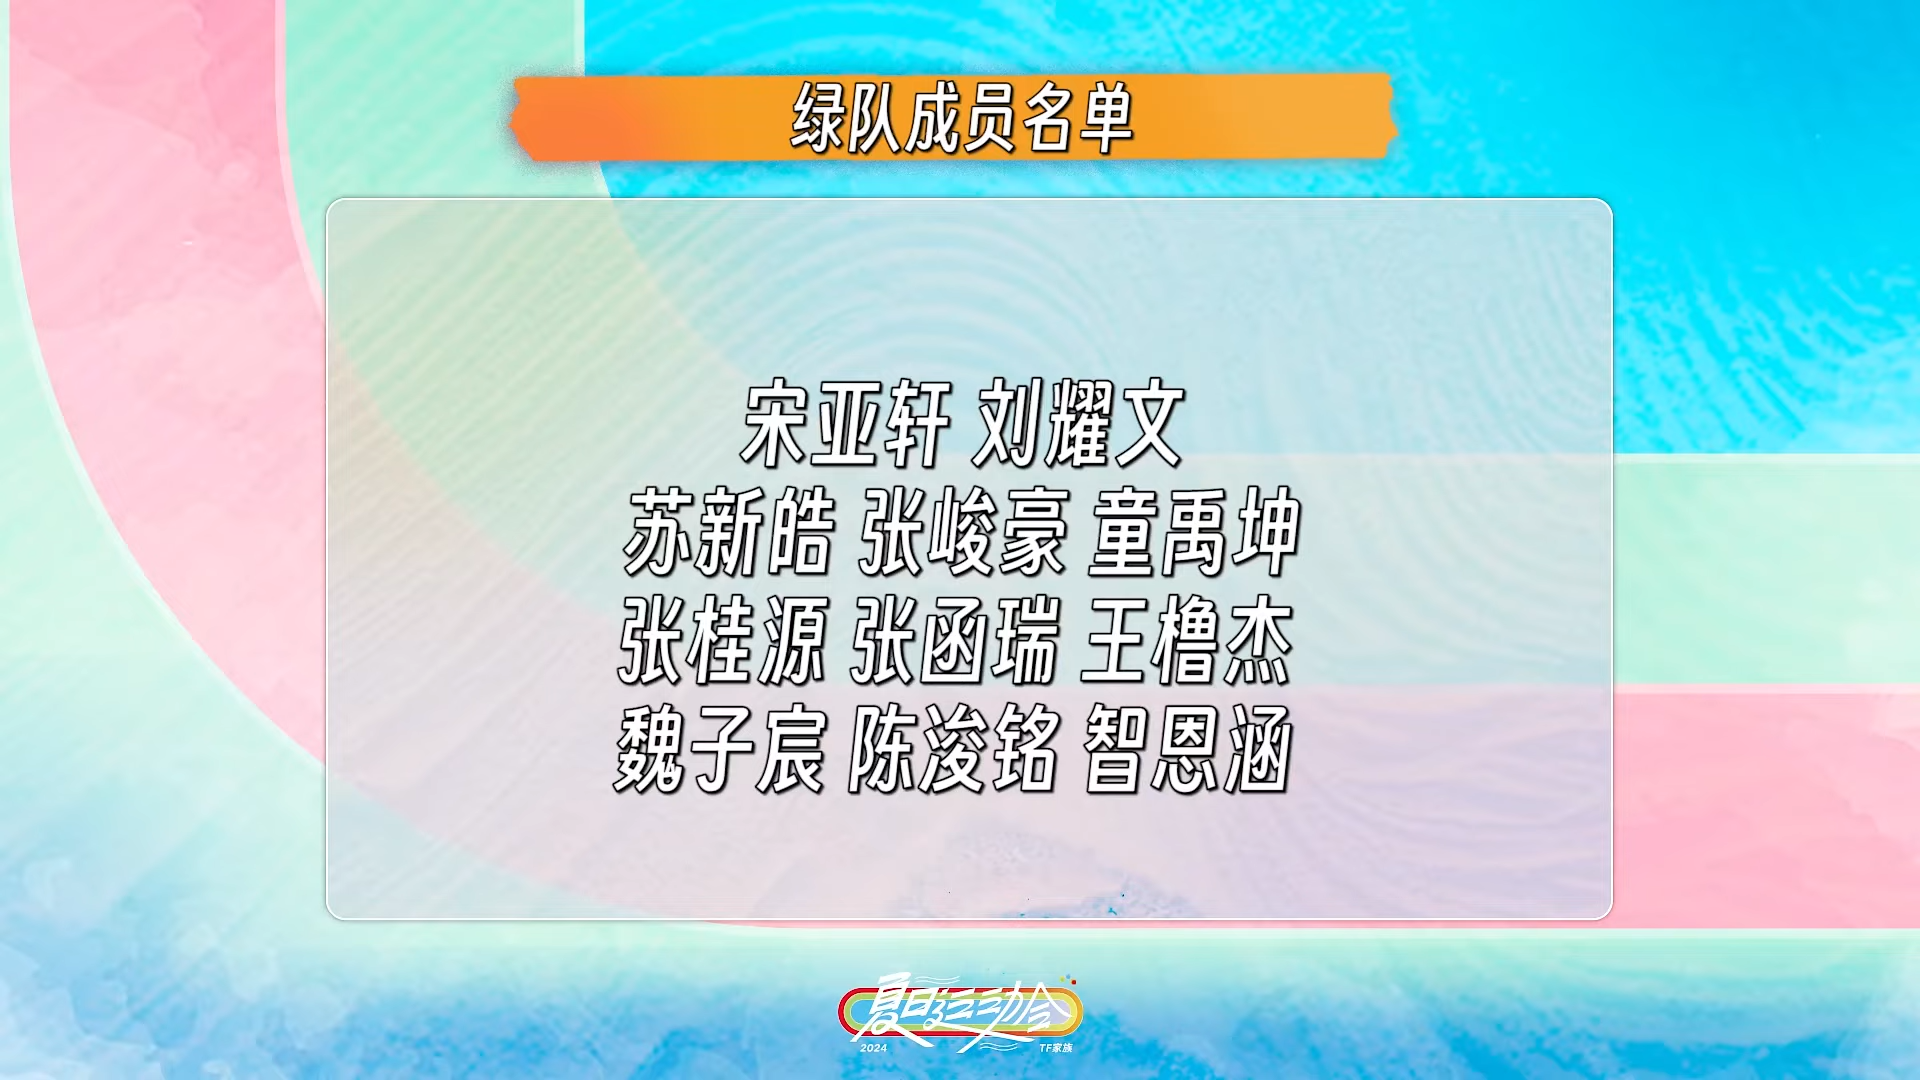 绿队成员名单
宋亚轩 刘耀文
苏新皓 张峻豪 童禹坤
张桂源 张函瑞 王橹杰
魏子宸 陈浚铭 智恩涵
夏日运动会
2024 TF家族